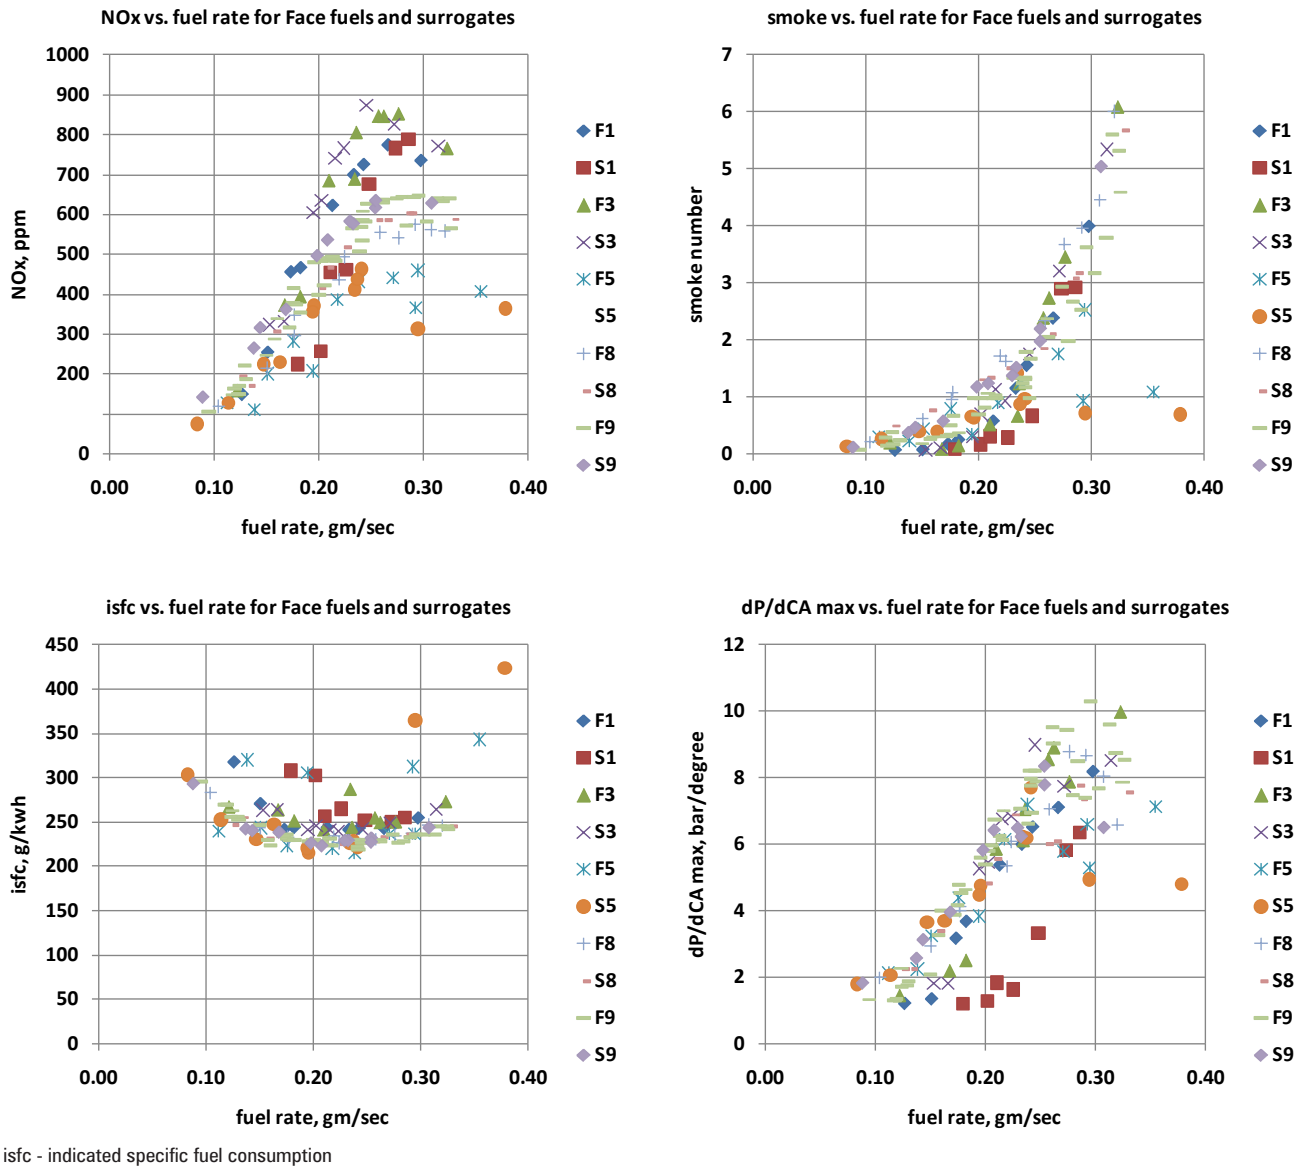 NOx vs. fuel rate for Face fuels and surrogates
1000
900
800
700
600
500
400
300
200
100
0
NOx, ppm
0.00 0.10 0.20 0.30 0.40
fuel rate, gm/sec
F1
S1
F3
S3
F5
S5
F8
S8
F9
S9
smoke vs. fuel rate for Face fuels and surrogates
7
6
5
4
3
2
1
0
smoke number
0.00 0.10 0.20 0.30 0.40
fuel rate, gm/sec
F1
S1
F3
S3
F5
S5
F8
S8
F9
S9
isfc vs. fuel rate for Face fuels and surrogates
450
400
350
300
250
200
150
100
50
0
isfc, g/kwh
0.00 0.10 0.20 0.30 0.40
fuel rate, gm/sec
F1
S1
F3
S3
F5
S5
F8
S8
F9
S9
dP/dCA max vs. fuel rate for Face fuels and surrogates
12
10
8
6
4
2
0
dP/dCA max, bar/degree
0.00 0.10 0.20 0.30 0.40
fuel rate, gm/sec
F1
S1
F3
S3
F5
S5
F8
S8
F9
S9
isfc - indicated specific fuel consumption